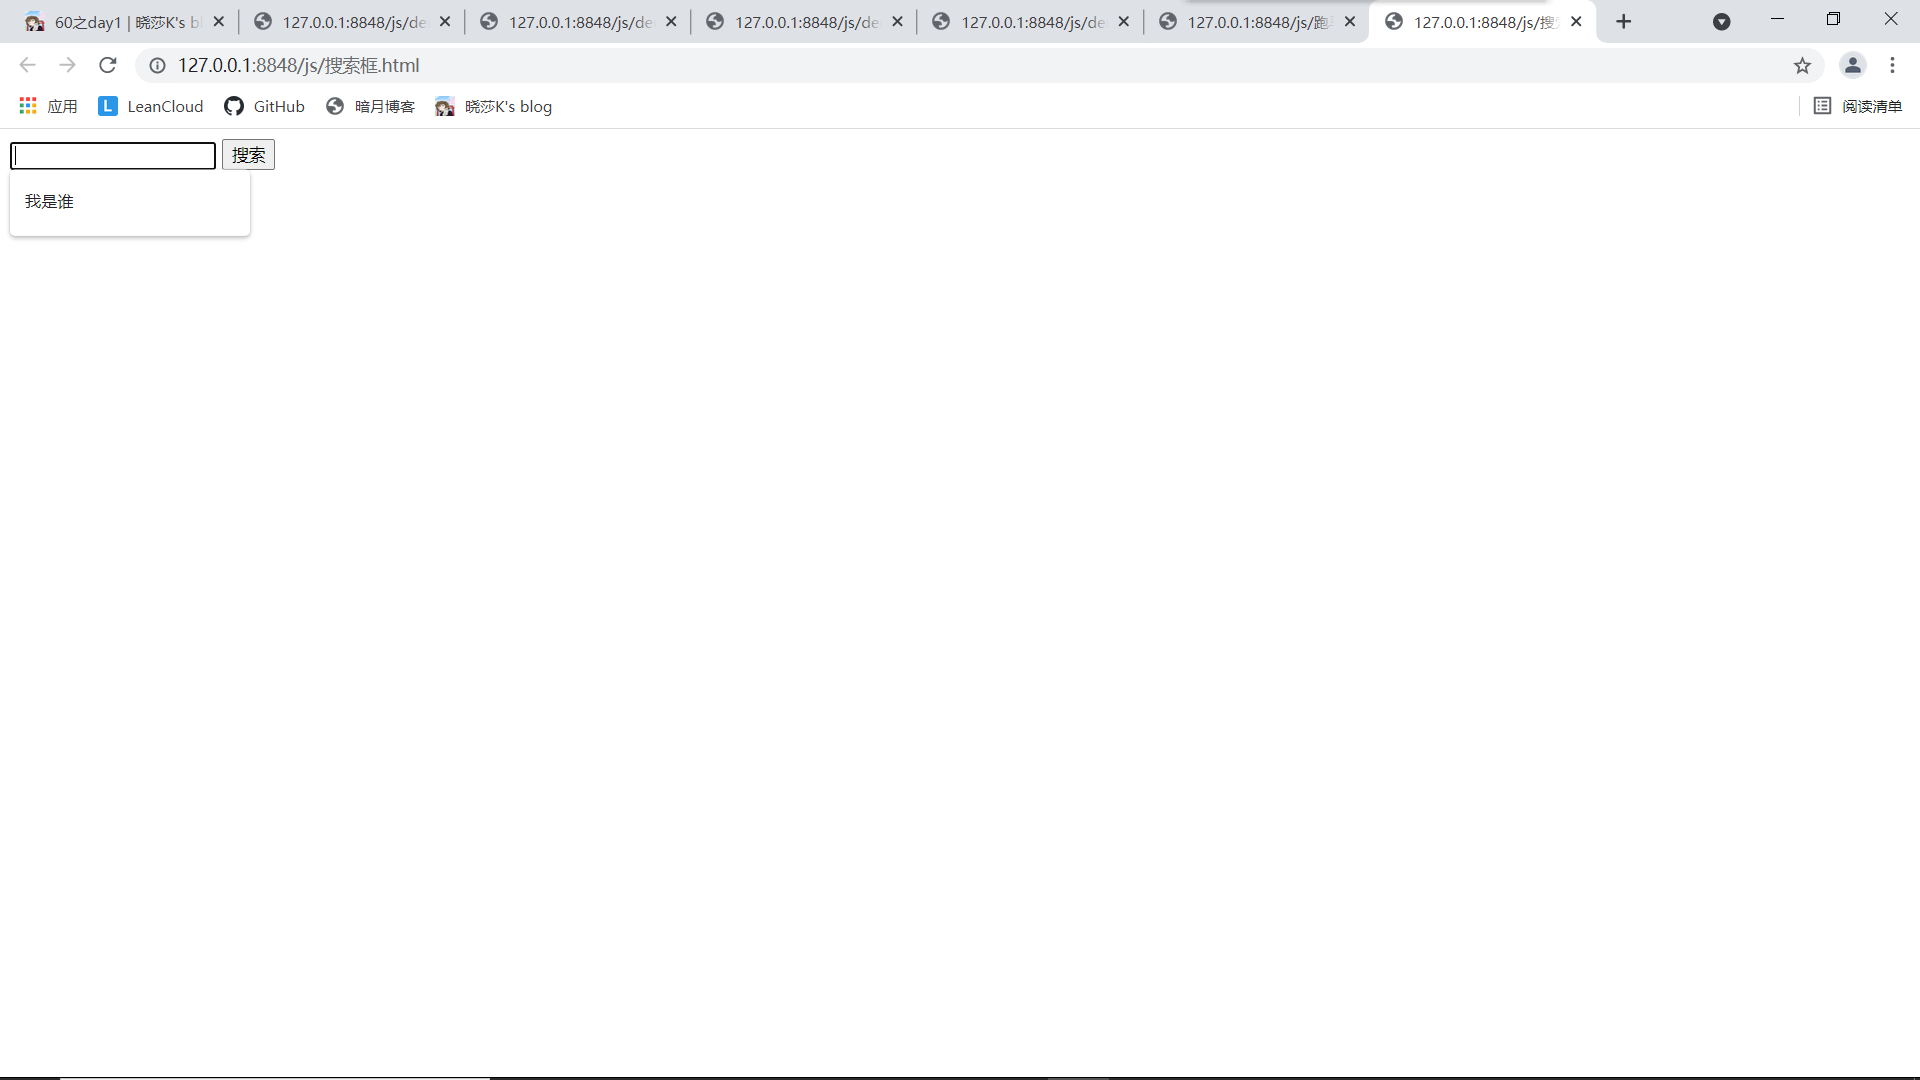 60之day1 | 晓莎K's bl
127.0.0.1:8848/js/de
127.0.0.1:8848/js/de
127.0.0.1:8848/js/de
127.0.0.1:8848/js/de
127.0.0.1:8848/js/跑
127.0.0.1:8848/js/搜
127.0.0.1:8848/js/搜索框.html
应用
LeanCloud
GitHub
暗月博客
晓莎K's blog
阅读清单
搜索
我是谁